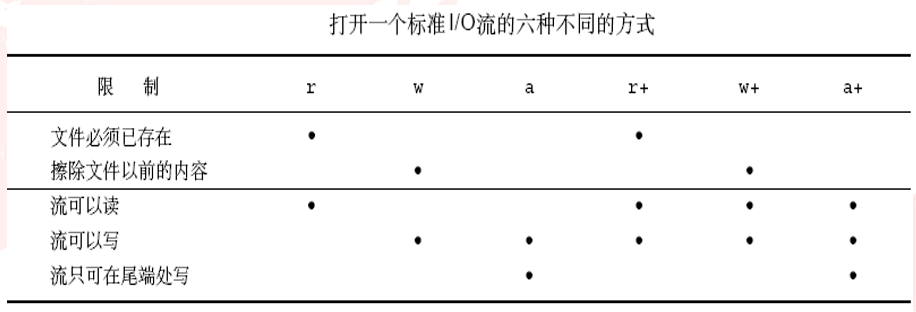 打开一个标准I/O流的六种不同的方式
限 制 r w a r+ w+ a+
文件必须已存在 • •
擦除文件以前的内容 • •
流可以读 • • • •
流可以写 • • • • •
流只可在尾端处写 • •